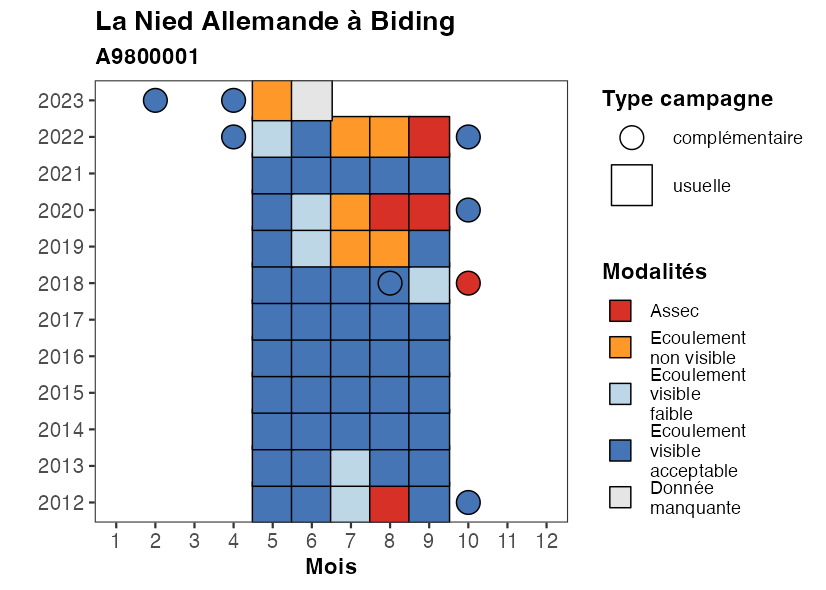 La Nied Allemande à Biding
A9800001
2023
2022
2021
2020
2019
2018
2017
2016
2015
2014
2013
2012
1 2 3 4 5 6 7 8 9 10 11 12
Mois
Type campagne
complémentaire
usuelle
Modalités
Assec
Ecoulement
non visible
Ecoulement
visible
faible
Ecoulement
visible
acceptable
Donnée
manquante